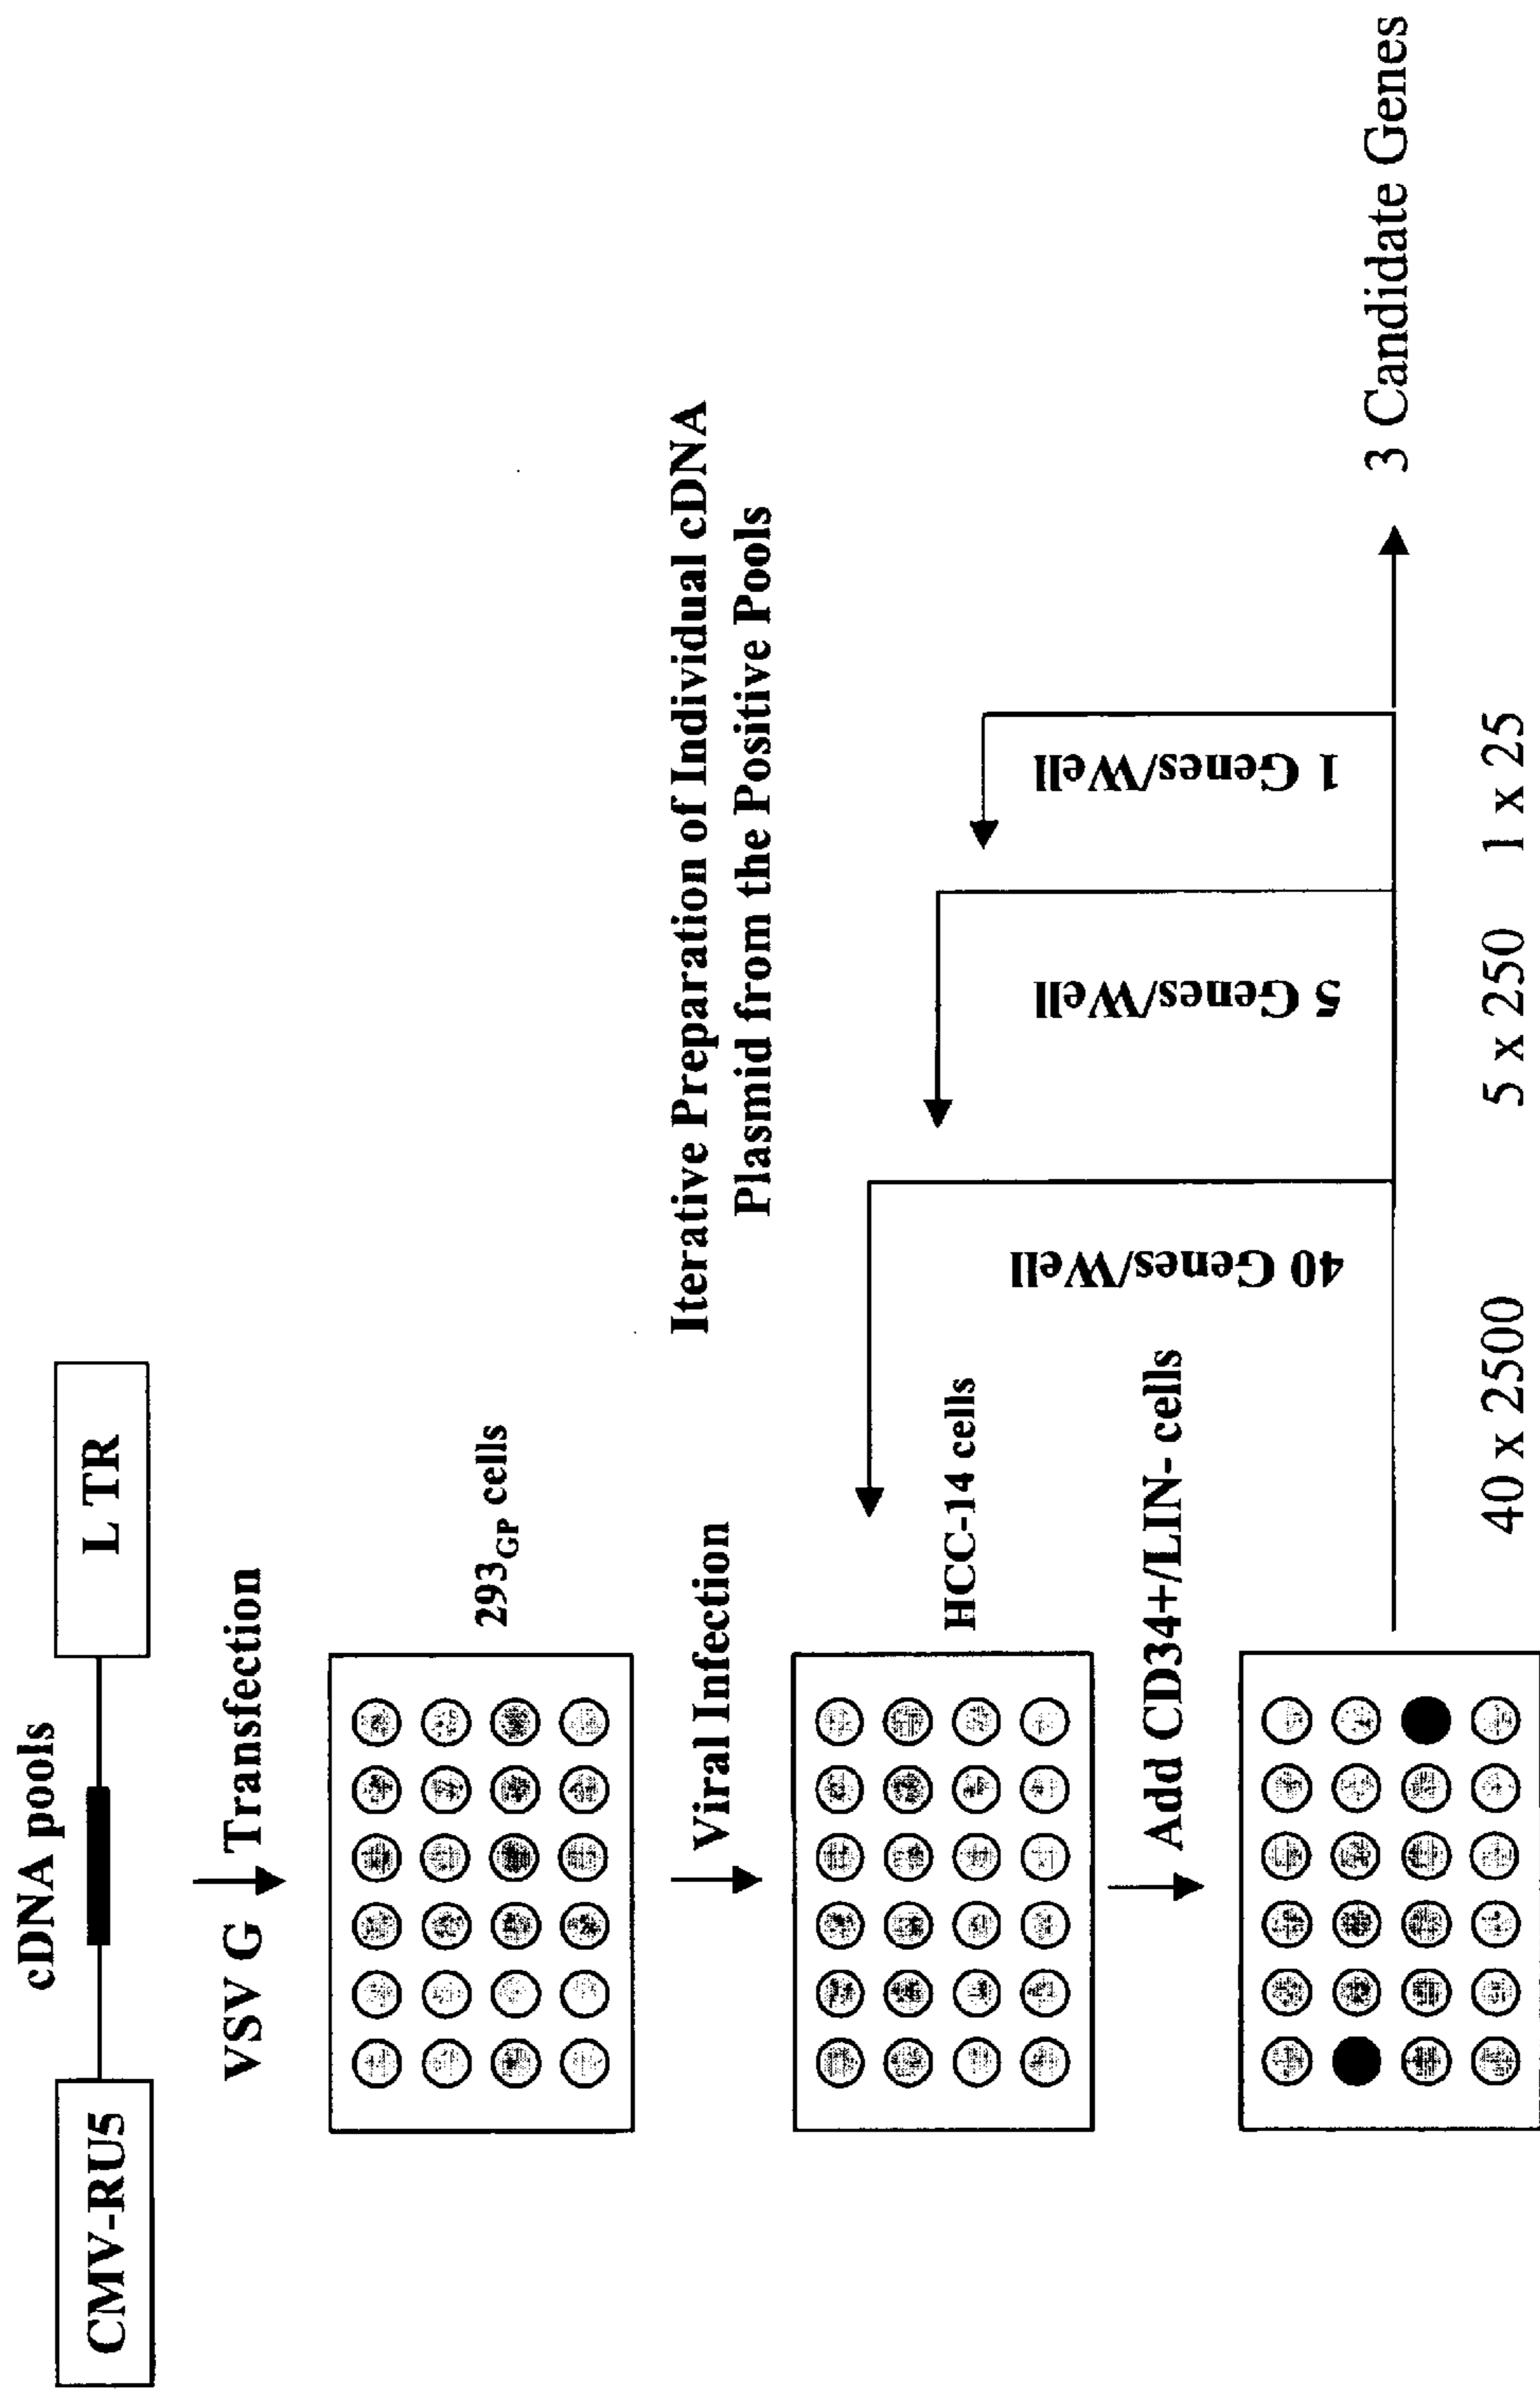 cDNA pools
CMV-RU5
L TR
VSV G
Transfection
293GP cells
Viral Infection
HCC-14 cells
Add CD34+/LIN- cells
Iterative Preparation of Individual cDNA
Plasmid from the Positive Pools
40 Genes/Well
5 Genes/Well
1 Genes/Well
3 Candidate Genes
40 x 2500
5 x 250
1 x 25